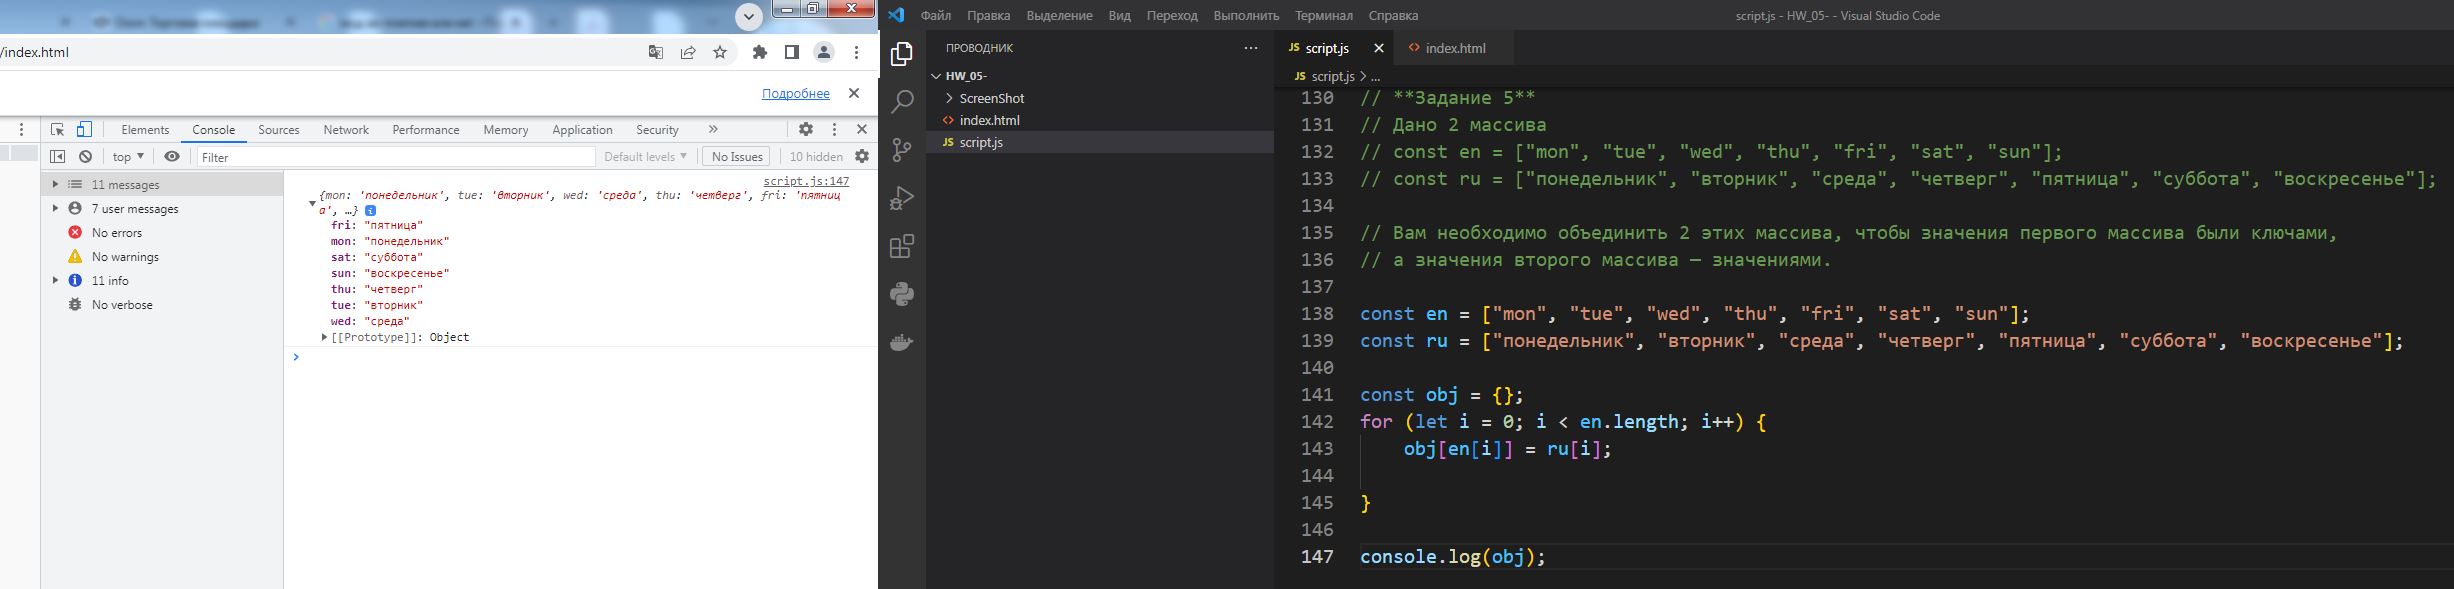 /index.html
Подробнее
Elements Console Sources Network Performance Memory Application Security »
top Filter Default levels No Issues 10 hidden
11 messages
7 user messages
No errors
No warnings
11 info
No verbose
script.js:147
{mon: 'понедельник', tue: 'вторник', wed: 'среда', thu: 'четверг', fri: 'пятниц
а', …}
fri: "пятница"
mon: "понедельник"
sat: "суббота"
sun: "воскресенье"
thu: "четверг"
tue: "вторник"
wed: "среда"
[[Prototype]]: Object
>
Файл Правка Выделение Вид Переход Выполнить Терминал Справка
script.js - HW_05- - Visual Studio Code
ПРОВОДНИК ...
HW_05-
ScreenShot
index.html
JS script.js
JS script.js index.html
JS script.js > ...
130 // **Задание 5**
131 // Дано 2 массива
132 // const en = ["mon", "tue", "wed", "thu", "fri", "sat", "sun"];
133 // const ru = ["понедельник", "вторник", "среда", "четверг", "пятница", "суббота", "воскресенье"];
134
135 // Вам необходимо объединить 2 этих массива, чтобы значения первого массива были ключами,
136 // а значения второго массива — значениями.
137
138 const en = ["mon", "tue", "wed", "thu", "fri", "sat", "sun"];
139 const ru = ["понедельник", "вторник", "среда", "четверг", "пятница", "суббота", "воскресенье"];
140
141 const obj = {};
142 for (let i = 0; i < en.length; i++) {
143 obj[en[i]] = ru[i];
144
145 }
146
147 console.log(obj);